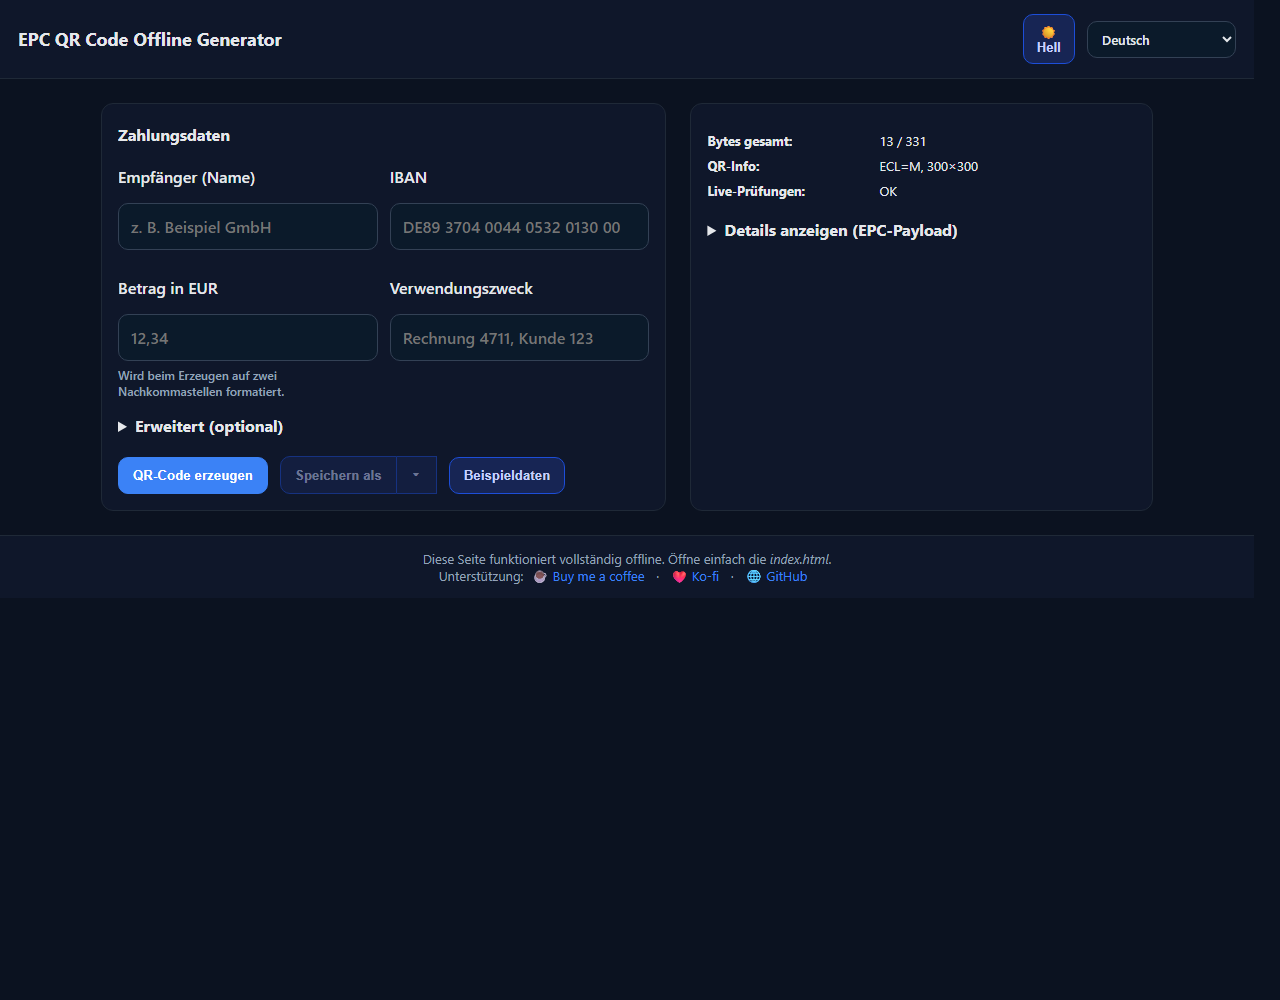 EPC QR Code Offline Generator
Hell
Deutsch
Zahlungsdaten
Empfänger (Name)
IBAN
z. B. Beispiel GmbH
DE89 3704 0044 0532 0130 00
Betrag in EUR
Verwendungszweck
12,34
Rechnung 4711, Kunde 123
Wird beim Erzeugen auf zwei
Nachkommastellen formatiert.
Erweitert (optional)
QR-Code erzeugen
Speichern als
Beispieldaten
Bytes gesamt: 13 / 331
QR-Info: ECL=M, 300×300
Live-Prüfungen: OK
Details anzeigen (EPC-Payload)
Diese Seite funktioniert vollständig offline. Öffne einfach die index.html.
Unterstützung: Buy me a coffee · Ko-fi · GitHub